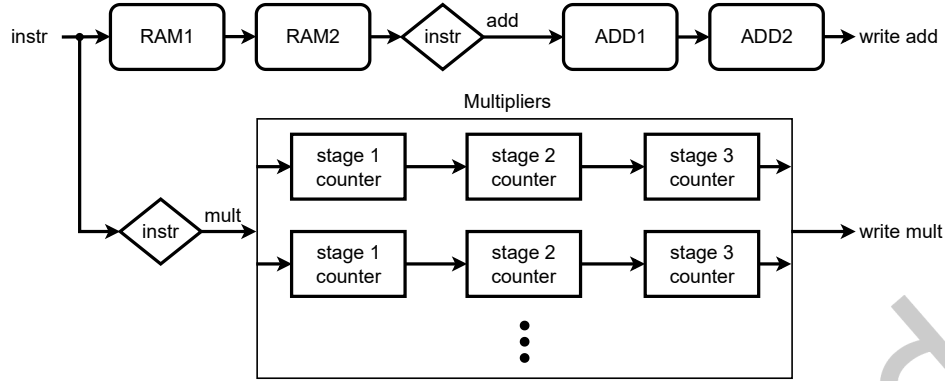 instr
RAM1
RAM2
instr
add
ADD1
ADD2
write add
Multipliers
stage 1
counter
stage 2
counter
stage 3
counter
instr
mult
write mult
stage 1
counter
stage 2
counter
stage 3
counter